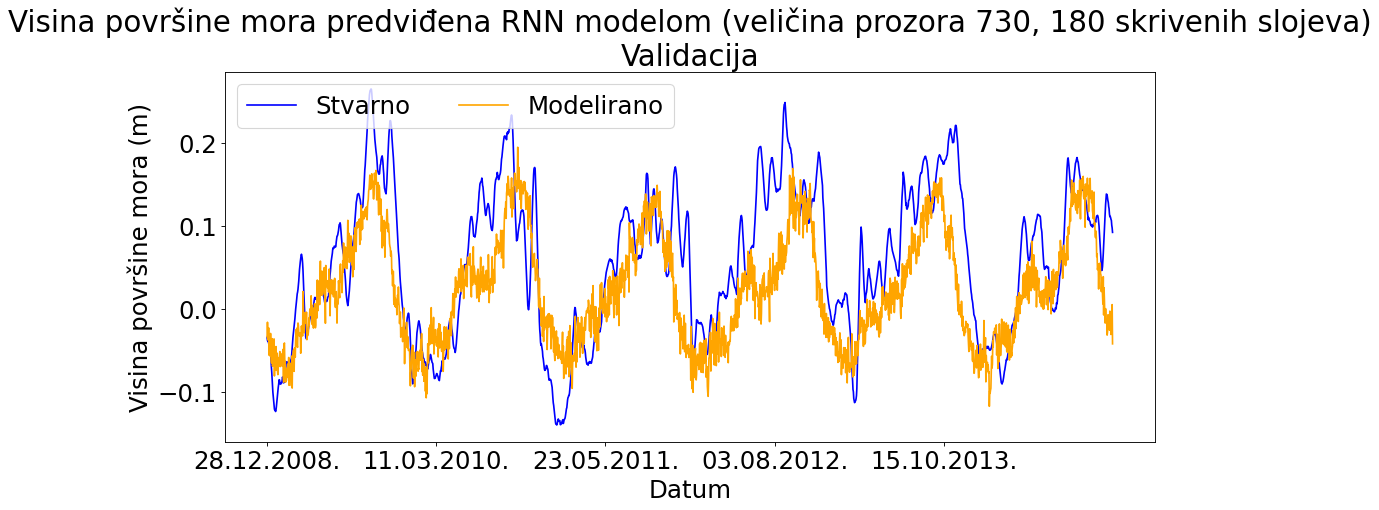 Visina površine mora predviđena RNN modelom (veličina prozora 730, 180 skrivenih slojeva)
Validacija
Stvarno
Modelirano
Visina površine mora (m)
0.2
0.1
0.0
−0.1
28.12.2008.
11.03.2010.
23.05.2011.
03.08.2012.
15.10.2013.
Datum